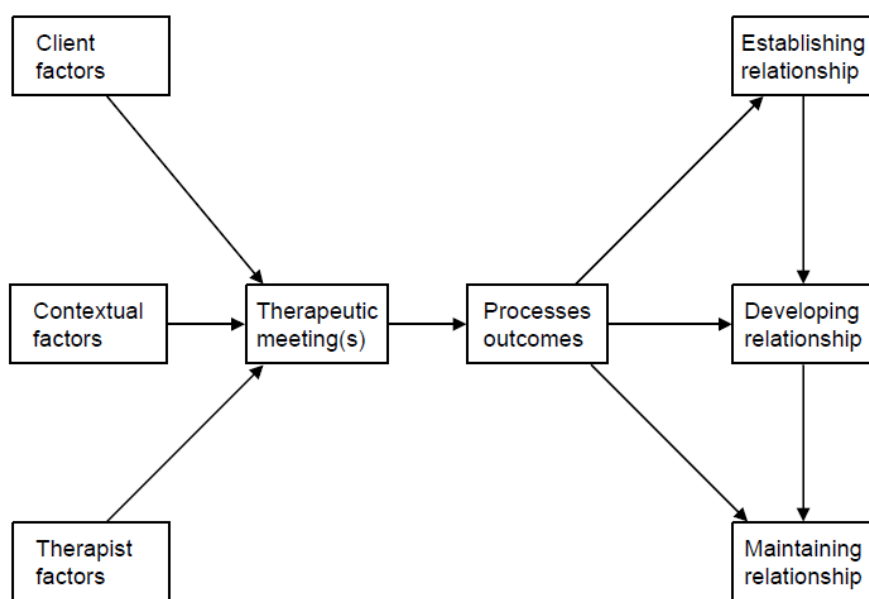 Client
factors
Establishing
relationship
Contextual
factors
Therapeutic
meeting(s)
Processes
outcomes
Developing
relationship
Therapist
factors
Maintaining
relationship